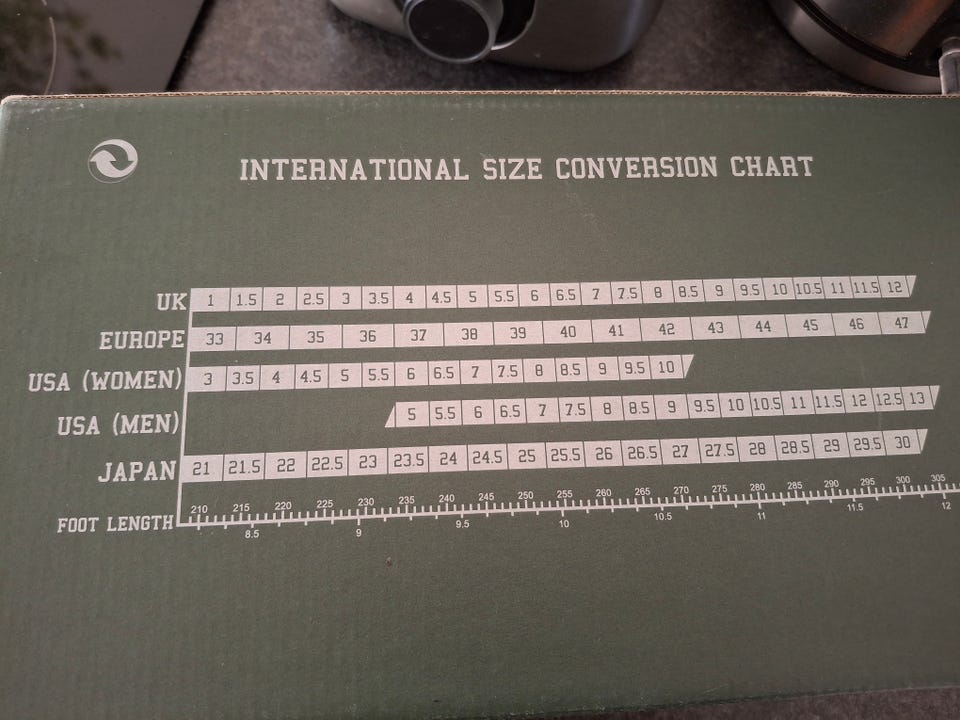 INTERNATIONAL SIZE CONVERSION CHART
UK 1 1.5 2 2.5 3 3.5 4 4.5 5 5.5 6 6.5 7 7.5 8 8.5 9 9.5 10 10.5 11 11.5 12
EUROPE 33 34 35 36 37 38 39 40 41 42 43 44 45 46 47
USA (WOMEN) 3 3.5 4 4.5 5 5.5 6 6.5 7 7.5 8 8.5 9 9.5 10
USA (MEN) 5 5.5 6 6.5 7 7.5 8 8.5 9 9.5 10 10.5 11 11.5 12 12.5 13
JAPAN 21 21.5 22 22.5 23 23.5 24 24.5 25 25.5 26 26.5 27 27.5 28 28.5 29 29.5 30
210 215 220 225 230 235 240 245 250 255 260 265 270 275 280 285 290 295 300 305
FOOT LENGTH
8.5 9 9.5 10 10.5 11 11.5 12